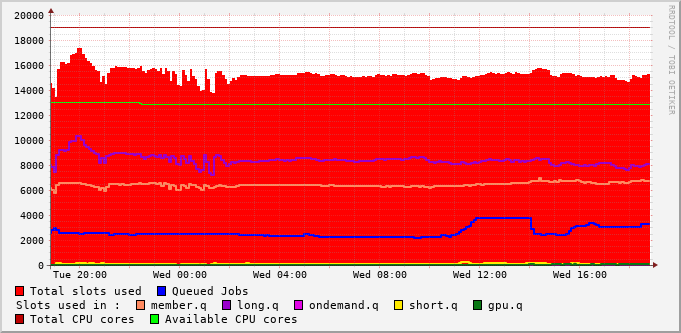 RRDTOOL / TOBI OETIKER
20000
18000
16000
14000
12000
10000
8000
6000
4000
2000
0
Tue 20:00 Wed 00:00 Wed 04:00 Wed 08:00 Wed 12:00 Wed 16:00
Total slots used Queued Jobs
Slots used in : member.q long.q ondemand.q short.q gpu.q
Total CPU cores Available CPU cores